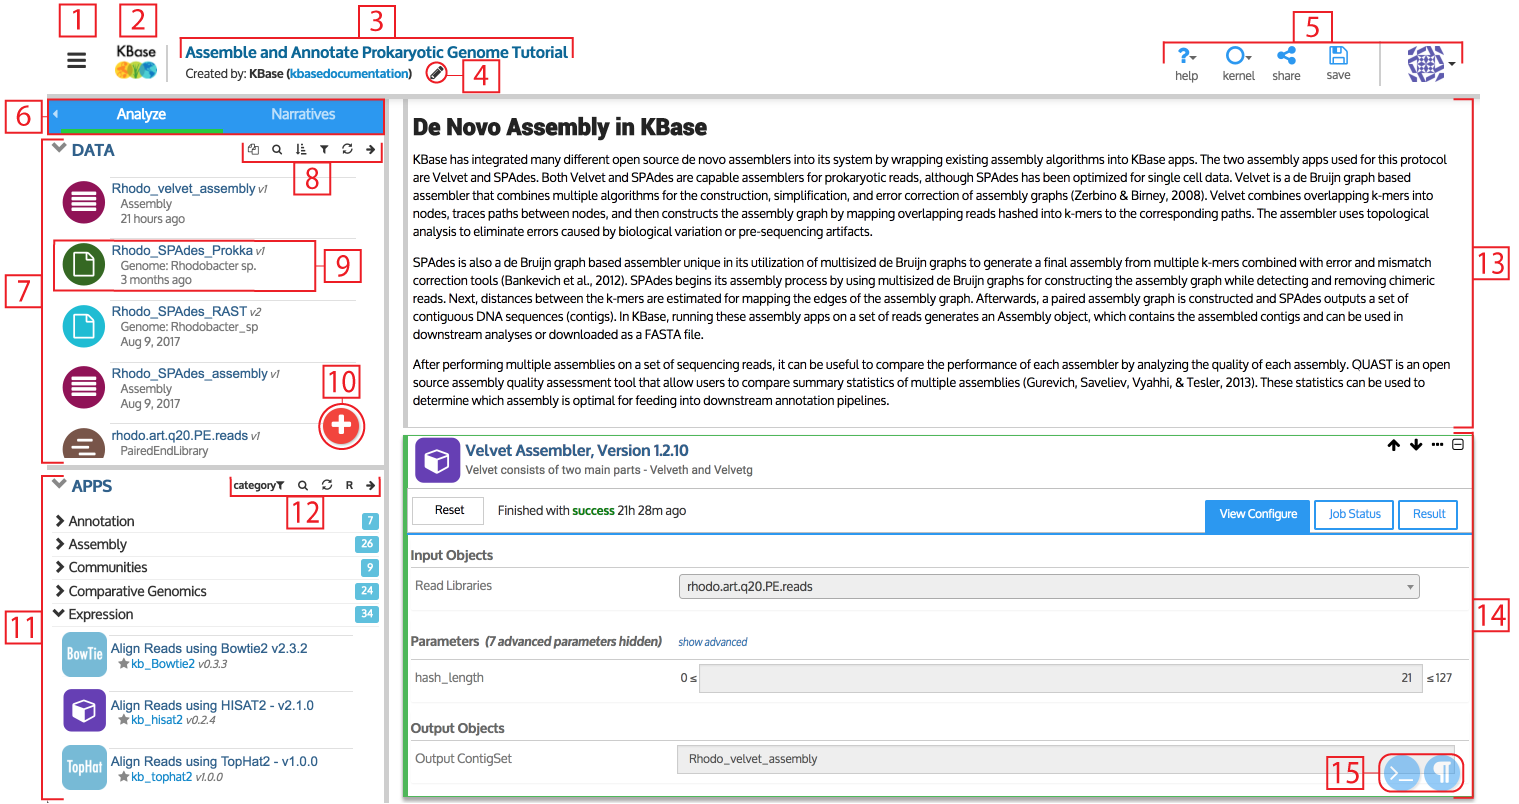 1
2
3
KBase
Assemble and Annotate Prokaryotic Genome Tutorial
Created by: KBase (kbasedocumentation)
4
5
help
kernel
share
save
6
Analyze
Narratives
7
DATA
8
Rhodo_velvet_assembly v1
Assembly
21 hours ago
Rhodo_SPAdes_Prokka v1
Genome: Rhodobacter sp.
3 months ago
9
Rhodo_SPAdes_RAST v2
Genome: Rhodobacter_sp
Aug 9, 2017
Rhodo_SPAdes_assembly v1
Assembly
Aug 9, 2017
10
rhodo.art.q20.PE.reads v1
PairedEndLibrary
11
APPS
category
R
12
Annotation 7
Assembly 26
Communities 9
Comparative Genomics 24
Expression 34
BowTie
Align Reads using Bowtie2 v2.3.2
kb_Bowtie2 v0.3.3
Align Reads using HISAT2 - v2.1.0
kb_hisat2 v0.2.4
TopHat
Align Reads using TopHat2 - v1.0.0
kb_tophat2 v1.0.0
De Novo Assembly in KBase
KBase has integrated many different open source de novo assemblers into its system by wrapping existing assembly algorithms into KBase apps. The two assembly apps used for this protocol
are Velvet and SPAdes. Both Velvet and SPAdes are capable assemblers for prokaryotic reads, although SPAdes has been optimized for single cell data. Velvet is a de Bruijn graph based
assembler that combines multiple algorithms for the construction, simplification, and error correction of assembly graphs (Zerbino & Birney, 2008). Velvet combines overlapping k-mers into
nodes, traces paths between nodes, and then constructs the assembly graph by mapping overlapping reads hashed into k-mers to the corresponding paths. The assembler uses topological
analysis to eliminate errors caused by biological variation or pre-sequencing artifacts.
SPAdes is also a de Bruijn graph based assembler unique in its utilization of multisized de Bruijn graphs to generate a final assembly from multiple k-mers combined with error and mismatch
correction tools (Bankevich et al., 2012). SPAdes begins its assembly process by using multisized de Bruijn graphs for constructing the assembly graph while detecting and removing chimeric
reads. Next, distances between the k-mers are estimated for mapping the edges of the assembly graph. Afterwards, a paired assembly graph is constructed and SPAdes outputs a set of
contiguous DNA sequences (contigs). In KBase, running these assembly apps on a set of reads generates an Assembly object, which contains the assembled contigs and can be used in
downstream analyses or downloaded as a FASTA file.
After performing multiple assemblies on a set of sequencing reads, it can be useful to compare the performance of each assembler by analyzing the quality of each assembly. QUAST is an open
source assembly quality assessment tool that allow users to compare summary statistics of multiple assemblies (Gurevich, Saveliev, Vyahhi, & Tesler, 2013). These statistics can be used to
determine which assembly is optimal for feeding into downstream annotation pipelines.
13
Velvet Assembler, Version 1.2.10
Velvet consists of two main parts - Velveth and Velvetg
Reset
Finished with success 21h 28m ago
View Configure
Job Status
Result
Input Objects
Read Libraries
rhodo.art.q20.PE.reads
14
Parameters (7 advanced parameters hidden) show advanced
hash_length
0 ≤
21
≤ 127
Output Objects
Output ContigSet
Rhodo_velvet_assembly
15